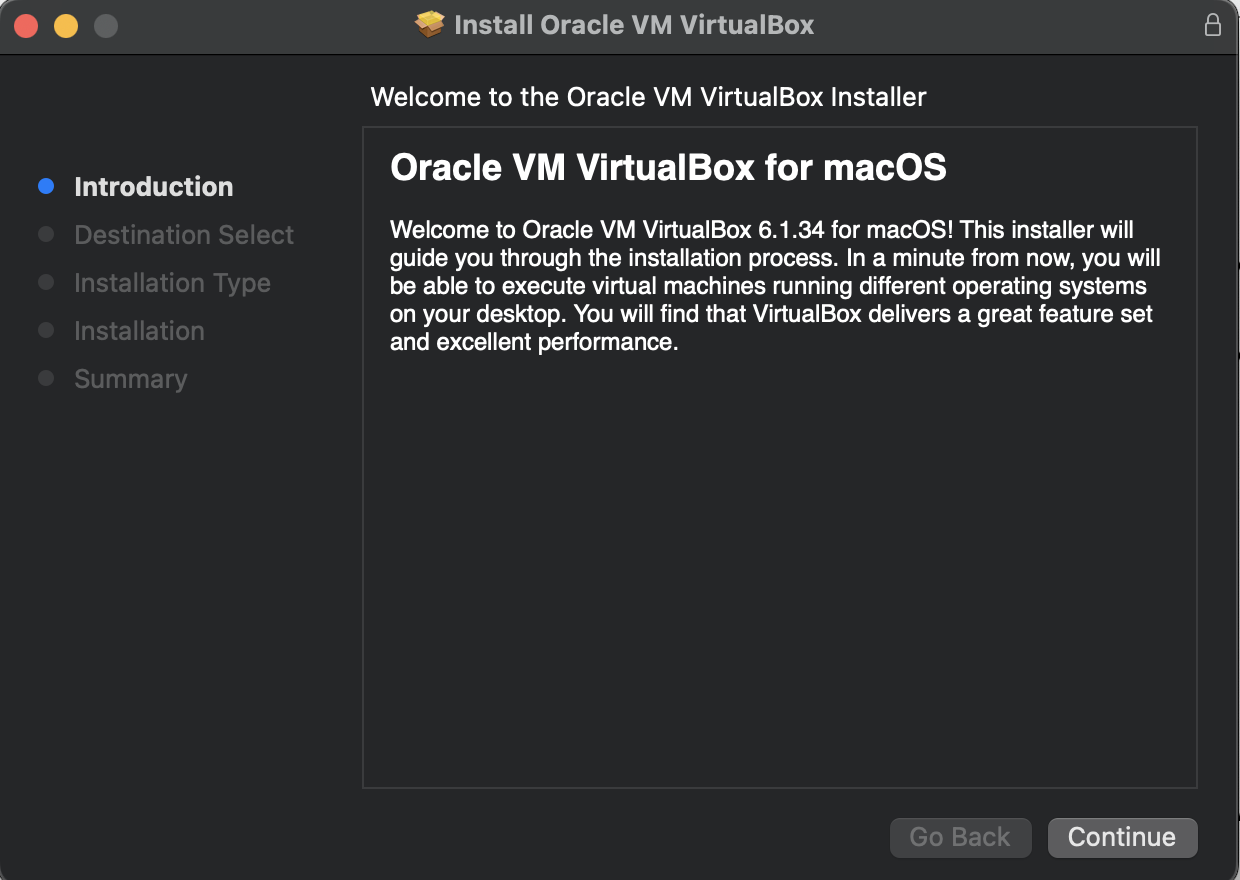 Install Oracle VM VirtualBox
Welcome to the Oracle VM VirtualBox Installer
Introduction
Destination Select
Installation Type
Installation
Summary
Oracle VM VirtualBox for macOS
Welcome to Oracle VM VirtualBox 6.1.34 for macOS! This installer will
guide you through the installation process. In a minute from now, you will
be able to execute virtual machines running different operating systems
on your desktop. You will find that VirtualBox delivers a great feature set
and excellent performance.
Go Back
Continue